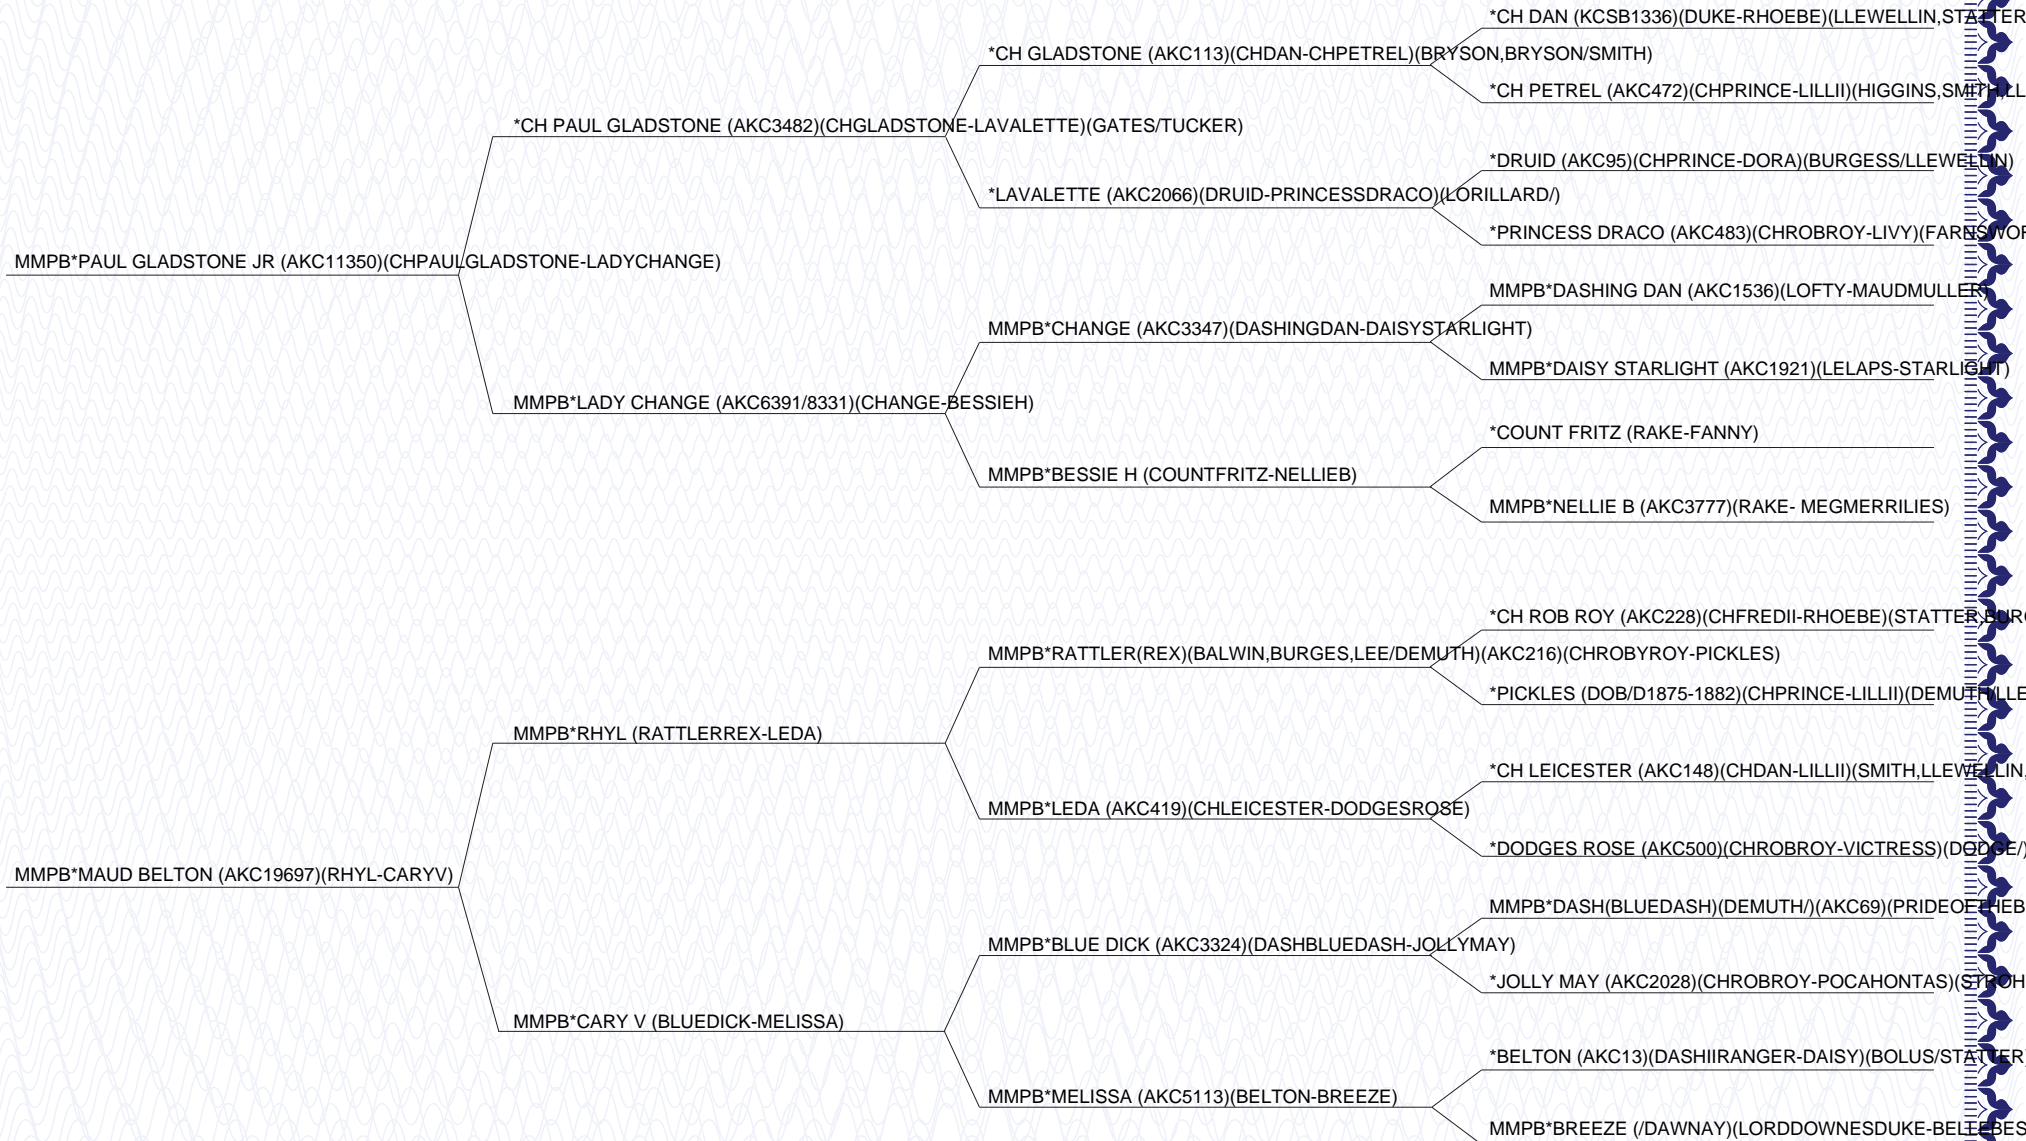 *CH DAN (KCSB1336)(DUKE-RHOEBE)(LLEWELLIN,STATTER
*CH GLADSTONE (AKC113)(CHDAN-CHPETREL)(BRYSON,BRYSON/SMITH)
*CH PETREL (AKC472)(CHPRINCE-LILLII)(HIGGINS,SMITH,LL
*CH PAUL GLADSTONE (AKC3482)(CHGLADSTONE-LAVALETTE)(GATES/TUCKER)
*DRUID (AKC95)(CHPRINCE-DORA)(BURGESS/LLEWELLIN)
*LAVALETTE (AKC2066)(DRUID-PRINCESSDRACO)(LORILLARD/)
*PRINCESS DRACO (AKC483)(CHROBROY-LIVY)(FARNSWOR
MMPB*PAUL GLADSTONE JR (AKC11350)(CHPAULGLADSTONE-LADYCHANGE)
MMPB*DASHING DAN (AKC1536)(LOFTY-MAUDMULLER)
MMPB*CHANGE (AKC3347)(DASHINGDAN-DAISYSTARLIGHT)
MMPB*DAISY STARLIGHT (AKC1921)(LELAPS-STARLIGHT)
MMPB*LADY CHANGE (AKC6391/8331)(CHANGE-BESSIEH)
*COUNT FRITZ (RAKE-FANNY)
MMPB*BESSIE H (COUNTFRITZ-NELLIEB)
MMPB*NELLIE B (AKC3777)(RAKE- MEGMERRILIES)
*CH ROB ROY (AKC228)(CHFREDII-RHOEBE)(STATTER,BURG
MMPB*RATTLER(REX)(BALWIN,BURGES,LEE/DEMUTH)(AKC216)(CHROBYROY-PICKLES)
*PICKLES (DOB/D1875-1882)(CHPRINCE-LILLII)(DEMUTH/LLE
MMPB*RHYL (RATTLERREX-LEDA)
*CH LEICESTER (AKC148)(CHDAN-LILLII)(SMITH,LLEWELLIN,
MMPB*LEDA (AKC419)(CHLEICESTER-DODGESROSE)
*DODGES ROSE (AKC500)(CHROBROY-VICTRESS)(DODGE/)
MMPB*MAUD BELTON (AKC19697)(RHYL-CARYV)
MMPB*DASH(BLUEDASH)(DEMUTH/)(AKC69)(PRIDEOFTHEB
MMPB*BLUE DICK (AKC3324)(DASHBLUEDASH-JOLLYMAY)
*JOLLY MAY (AKC2028)(CHROBROY-POCAHONTAS)(STROH
MMPB*CARY V (BLUEDICK-MELISSA)
*BELTON (AKC13)(DASHIIRANGER-DAISY)(BOLUS/STATTER
MMPB*MELISSA (AKC5113)(BELTON-BREEZE)
MMPB*BREEZE (/DAWNAY)(LORDDOWNESDUKE-BELLEBES